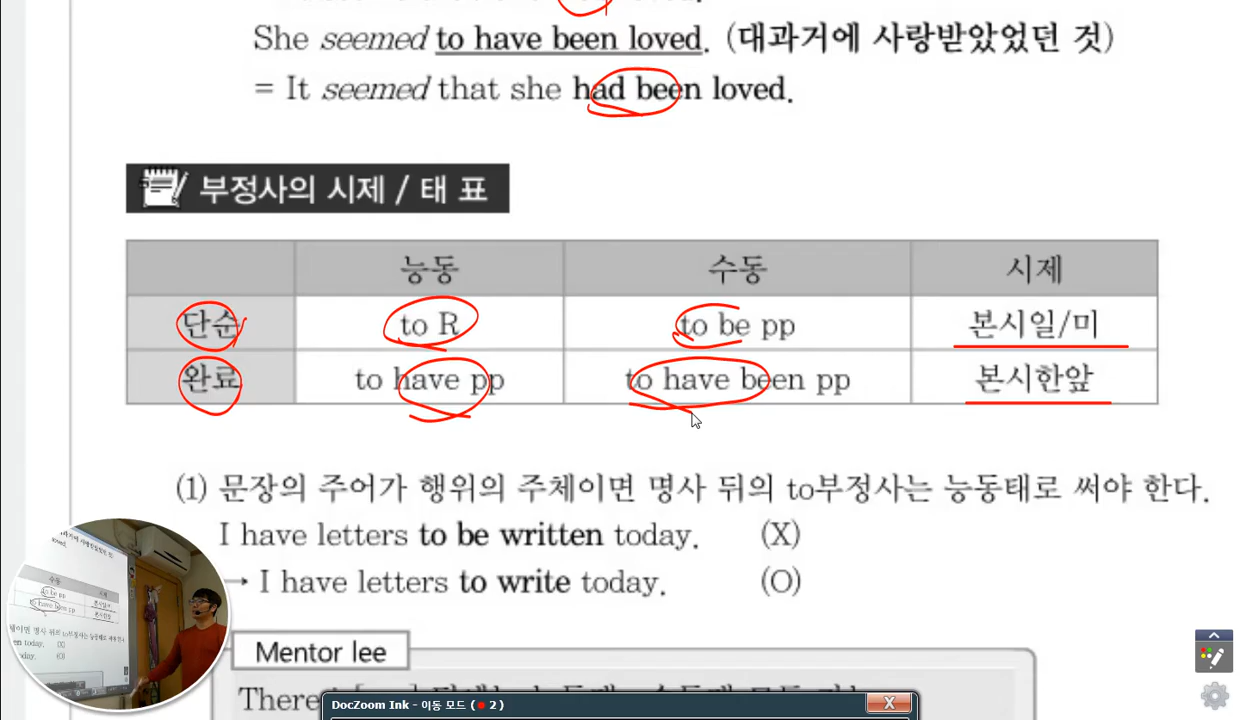 She seemed to have been loved. (대과거에 사랑받았었던 것)
= It seemed that she had been loved.
부정사의 시제 / 태 표
능동 수동 시제
단순 to R to be pp 본시일/미
완료 to have pp to have been pp 본시한앞
(1) 문장의 주어가 행위의 주체이면 명사 뒤의 to부정사는 능동태로 써야 한다.
I have letters to be written today. (X)
→ I have letters to write today. (O)
Mentor lee
There
DocZoom Ink - 이동 모드 ( 2 ) X